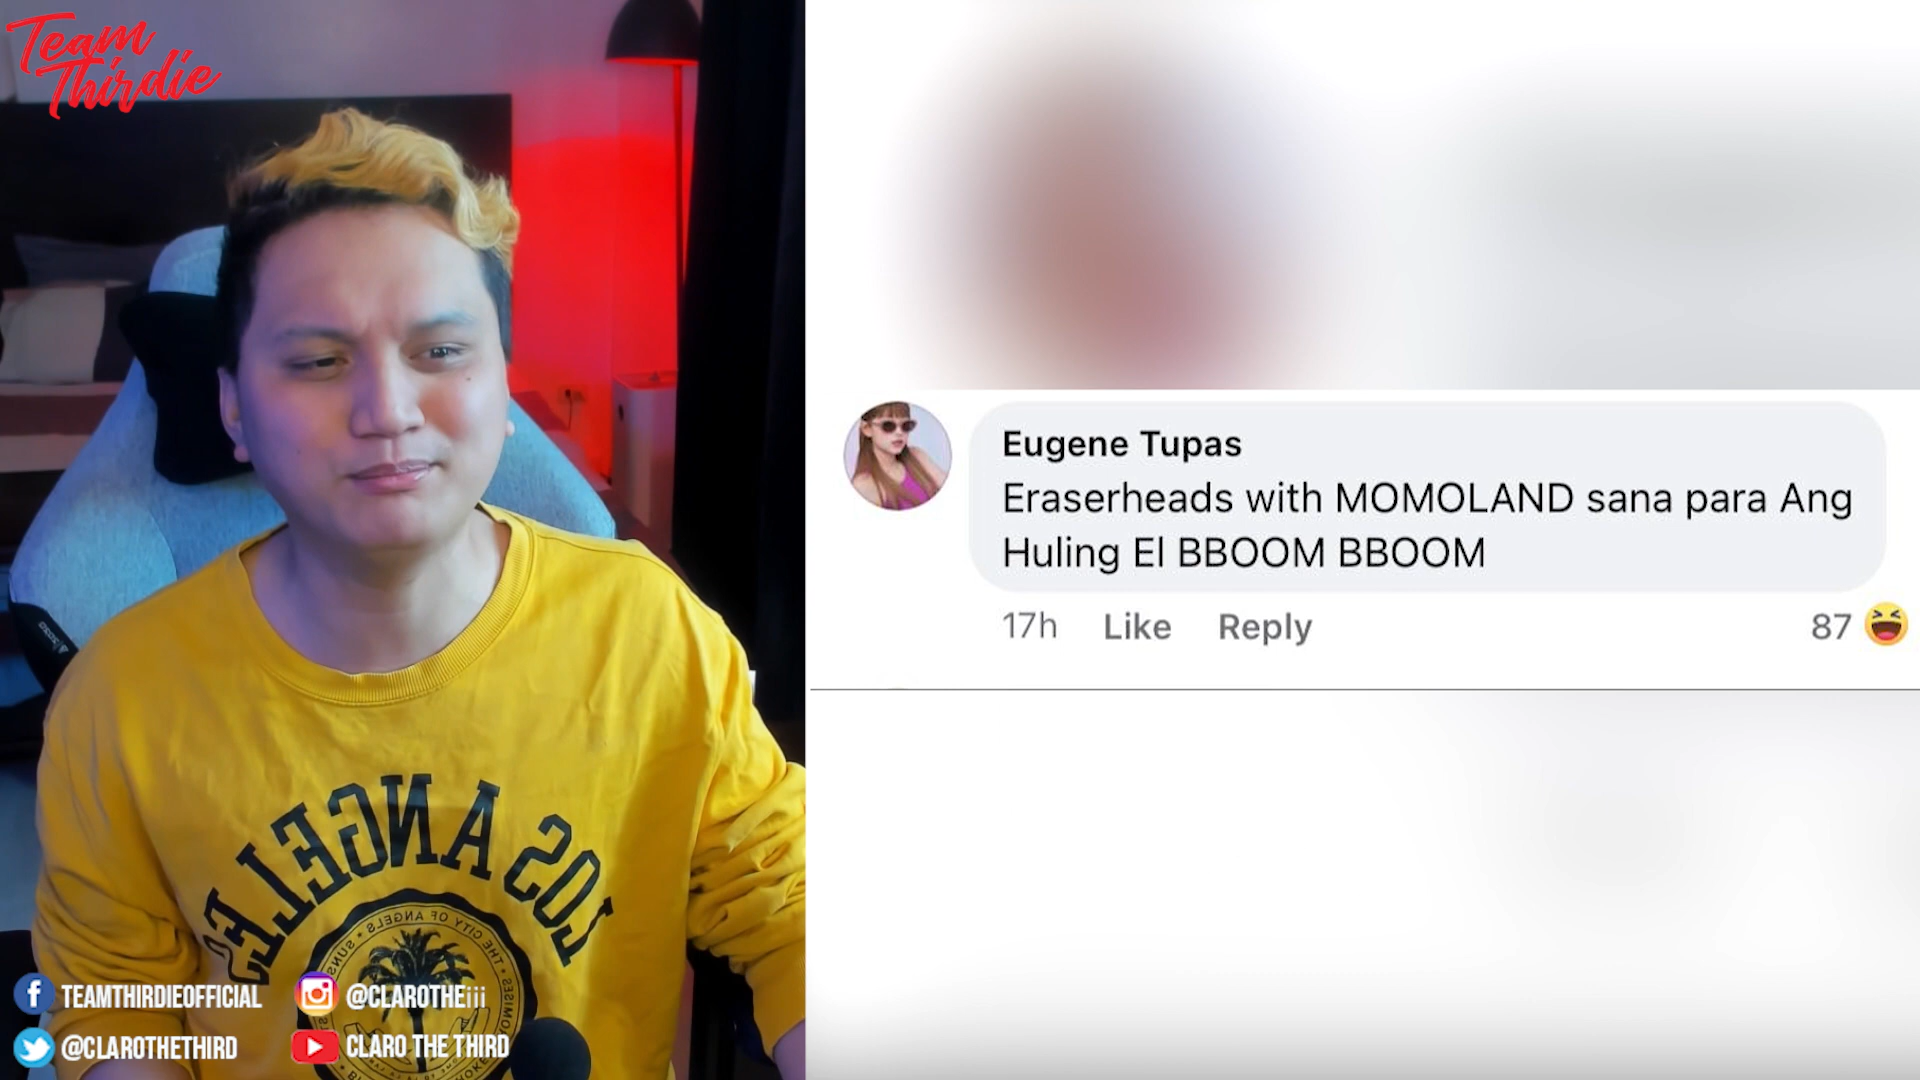 Team
Thirdie
Eugene Tupas
Eraserheads with MOMOLAND sana para Ang
Huling El BBOOM BBOOM
17h Like Reply 87
LOS ANGELES
THE CITY OF ANGELS
TEAMTHIRDIEOFFICIAL @CLAROTHEiii
@CLAROTHETHIRD CLARO THE THIRD